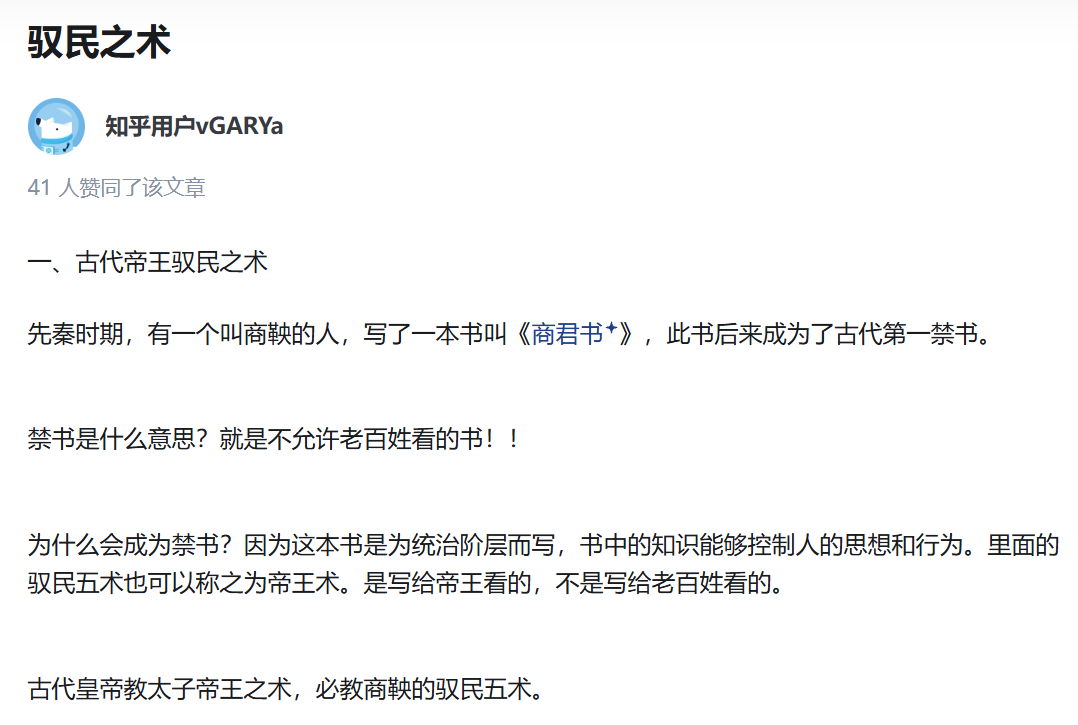 驭民之术
知乎用户vGARYa
41 人赞同了该文章
一、古代帝王驭民之术
先秦时期，有一个叫商鞅的人，写了一本书叫《商君书》，此书后来成为了古代第一禁书。
禁书是什么意思？就是不允许老百姓看的书！！
为什么会成为禁书？因为这本书是为统治阶层而写，书中的知识能够控制人的思想和行为。里面的
驭民五术也可以称之为帝王术。是写给帝王看的，不是写给老百姓看的。
古代皇帝教太子帝王之术，必教商鞅的驭民五术。